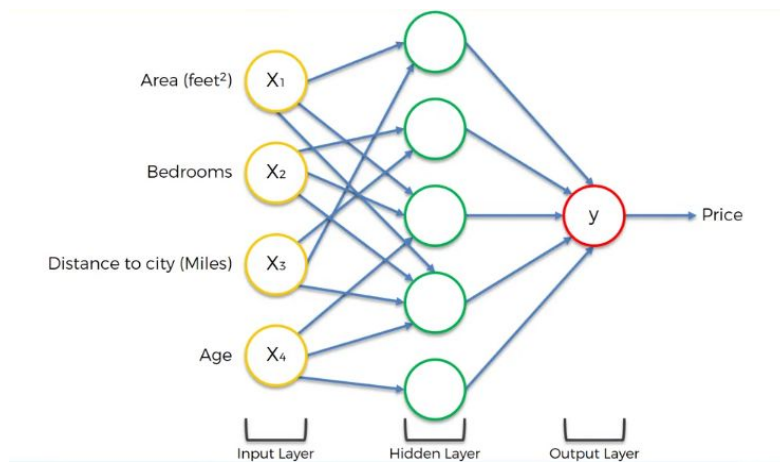 Area (feet²)
X₁
Bedrooms
X₂
Distance to city (Miles)
X₃
Age
X₄
y
Price
Input Layer
Hidden Layer
Output Layer